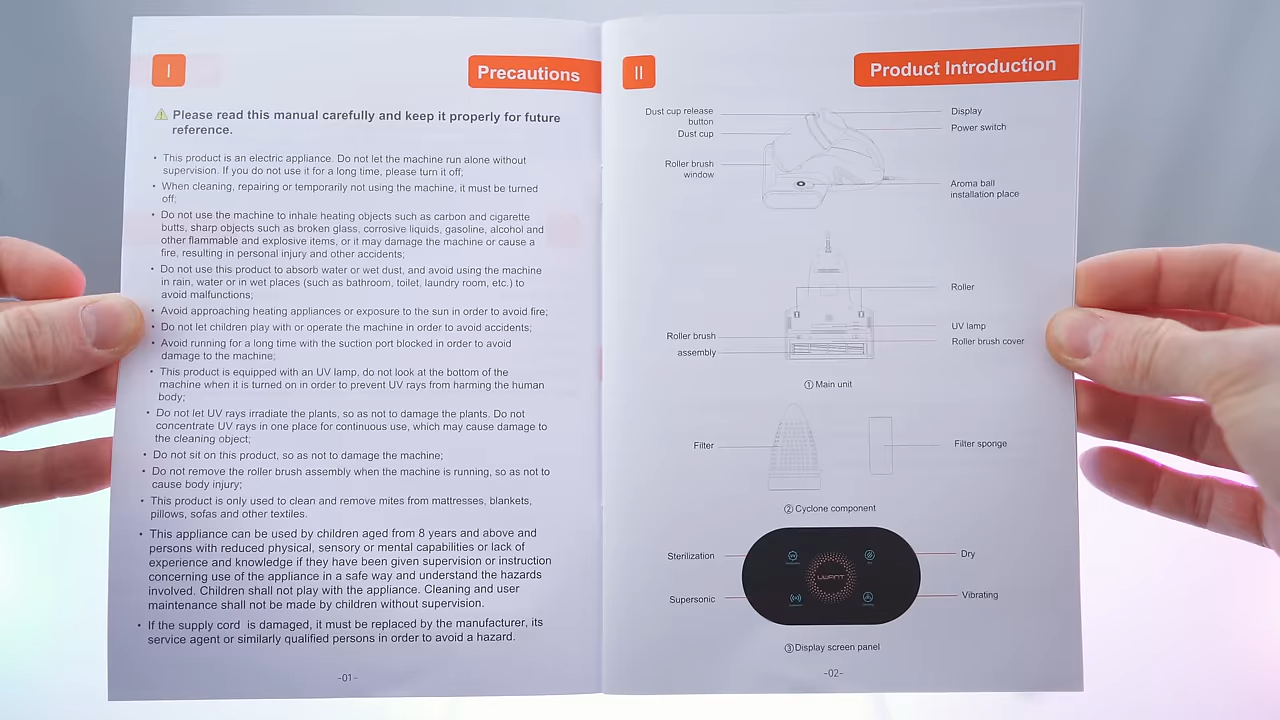 I
Precautions
Please read this manual carefully and keep it properly for future
reference.
• This product is an electric appliance. Do not let the machine run alone without
supervision. If you do not use it for a long time, please turn it off;
• When cleaning, repairing or temporarily not using the machine, it must be turned
off;
• Do not use the machine to inhale heating objects such as carbon and cigarette
butts, sharp objects such as broken glass, corrosive liquids, gasoline, alcohol and
other flammable and explosive items, or it may damage the machine or cause a
fire, resulting in personal injury and other accidents;
• Do not use this product to absorb water or wet dust, and avoid using the machine
in rain, water or in wet places (such as bathroom, toilet, laundry room, etc.) to
avoid malfunctions;
• Avoid approaching heating appliances or exposure to the sun in order to avoid fire;
• Do not let children play with or operate the machine in order to avoid accidents;
running for a long time with the suction port blocked in order to avoid
damage to the machine;
• This product is equipped with an UV lamp, do not look at the bottom of the
machine when it is turned on in order to prevent UV rays from harming the human
body;
• Do not let UV rays irradiate the plants, so as not to damage the plants. Do not
concentrate UV rays in one place for continuous use, which may cause damage to
the cleaning object;
• Do not sit on this product, so as not to damage the machine;
• Do not remove the roller brush assembly when the machine is running, so as not to
cause body injury;
• This product is only used to clean and remove mites from mattresses, blankets,
pillows, sofas and other textiles.
• This appliance can be used by children aged from 8 years and above and
persons with reduced physical, sensory or mental capabilities or lack of
experience and knowledge if they have been given supervision or instruction
concerning use of the appliance in a safe way and understand the hazards
involved. Children shall not play with the appliance. Cleaning and user
maintenance shall not be made by children without supervision.
• If the supply cord is damaged, it must be replaced by the manufacturer, its
service agent or similarly qualified persons in order to avoid a hazard.
-01-
II
Product Introduction
Dust cup release
button
Dust cup
Roller brush
window
Display
Power switch
Aroma ball
installation place
Roller
Roller brush
assembly
UV lamp
Roller brush cover
① Main unit
Filter
Filter sponge
② Cyclone component
Sterilization
Supersonic
UWANT
Dry
Vibrating
③ Display screen panel
-02-